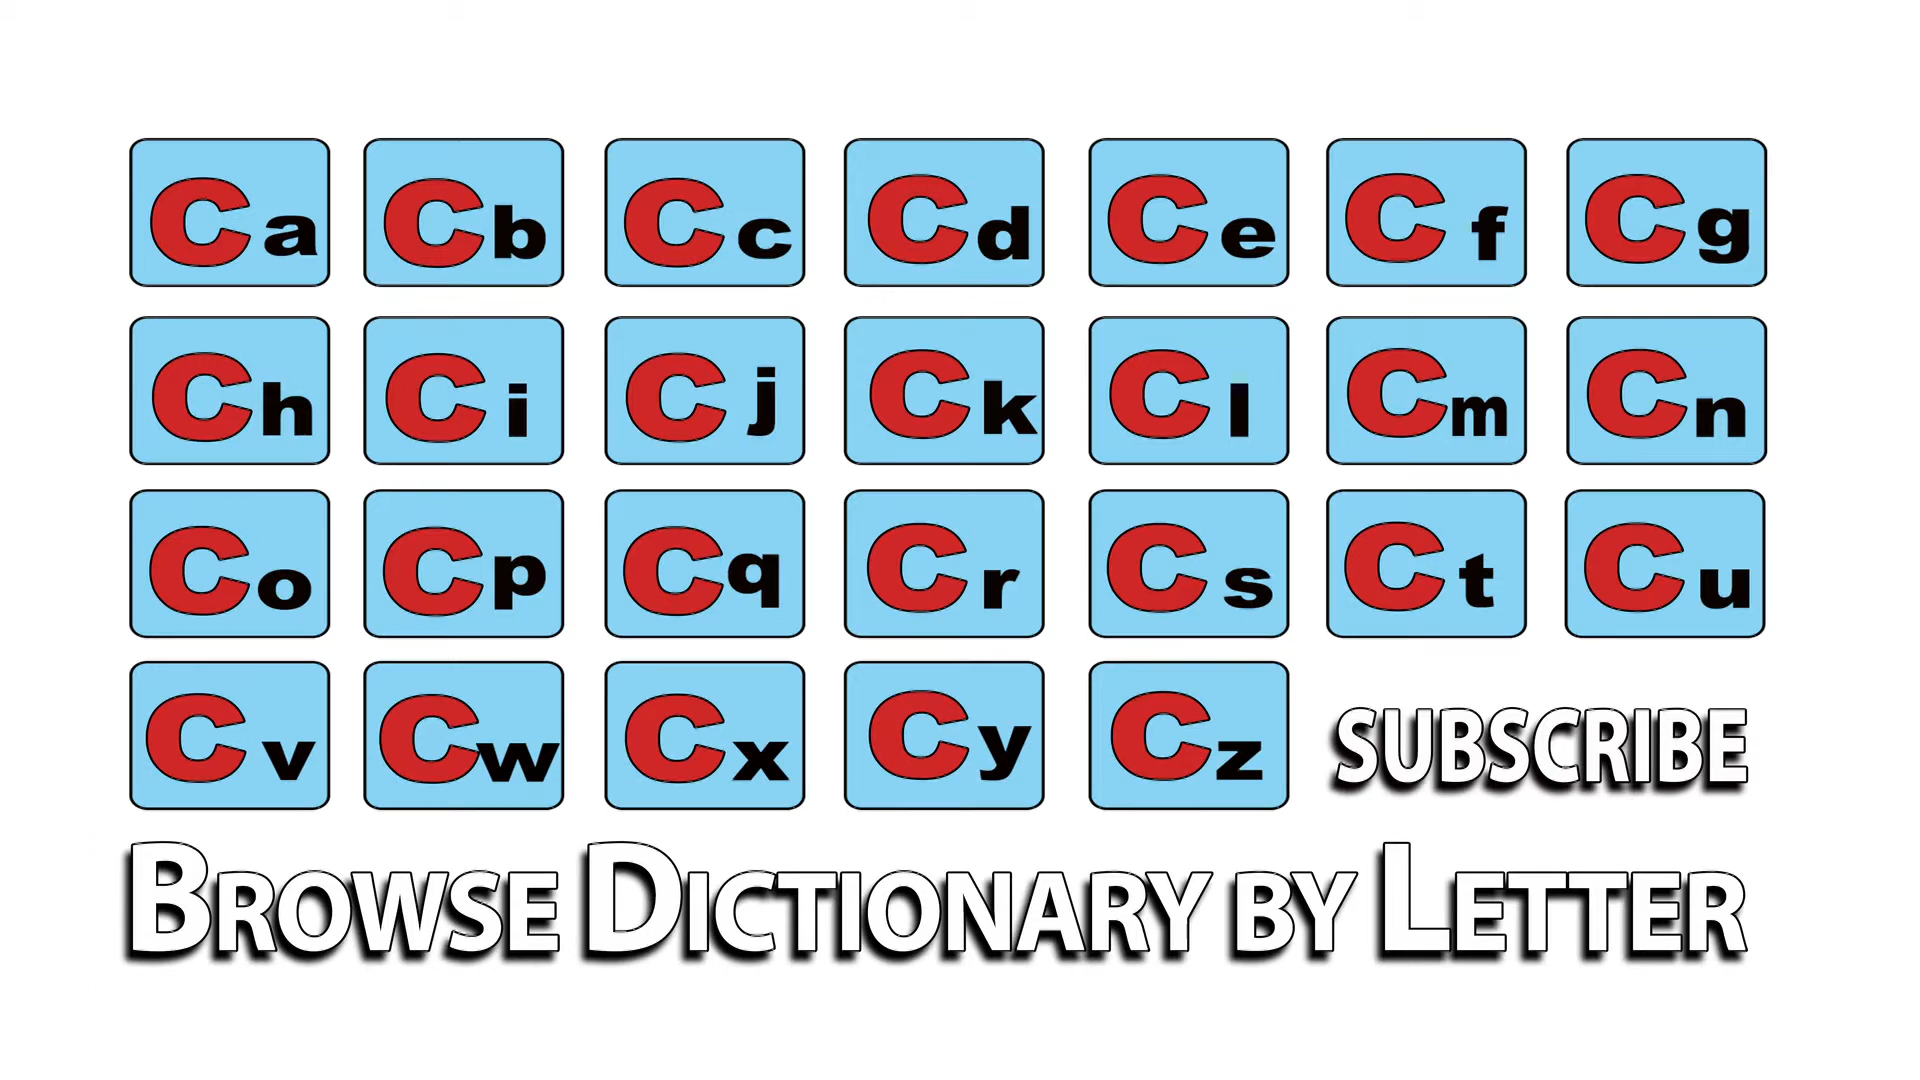 Ca Cb Cc Cd Ce Cf Cg
Ch Ci Cj Ck Cl Cm Cn
Co Cp Cq Cr Cs Ct Cu
Cv Cw Cx Cy Cz SUBSCRIBE
BROWSE DICTIONARY BY LETTER